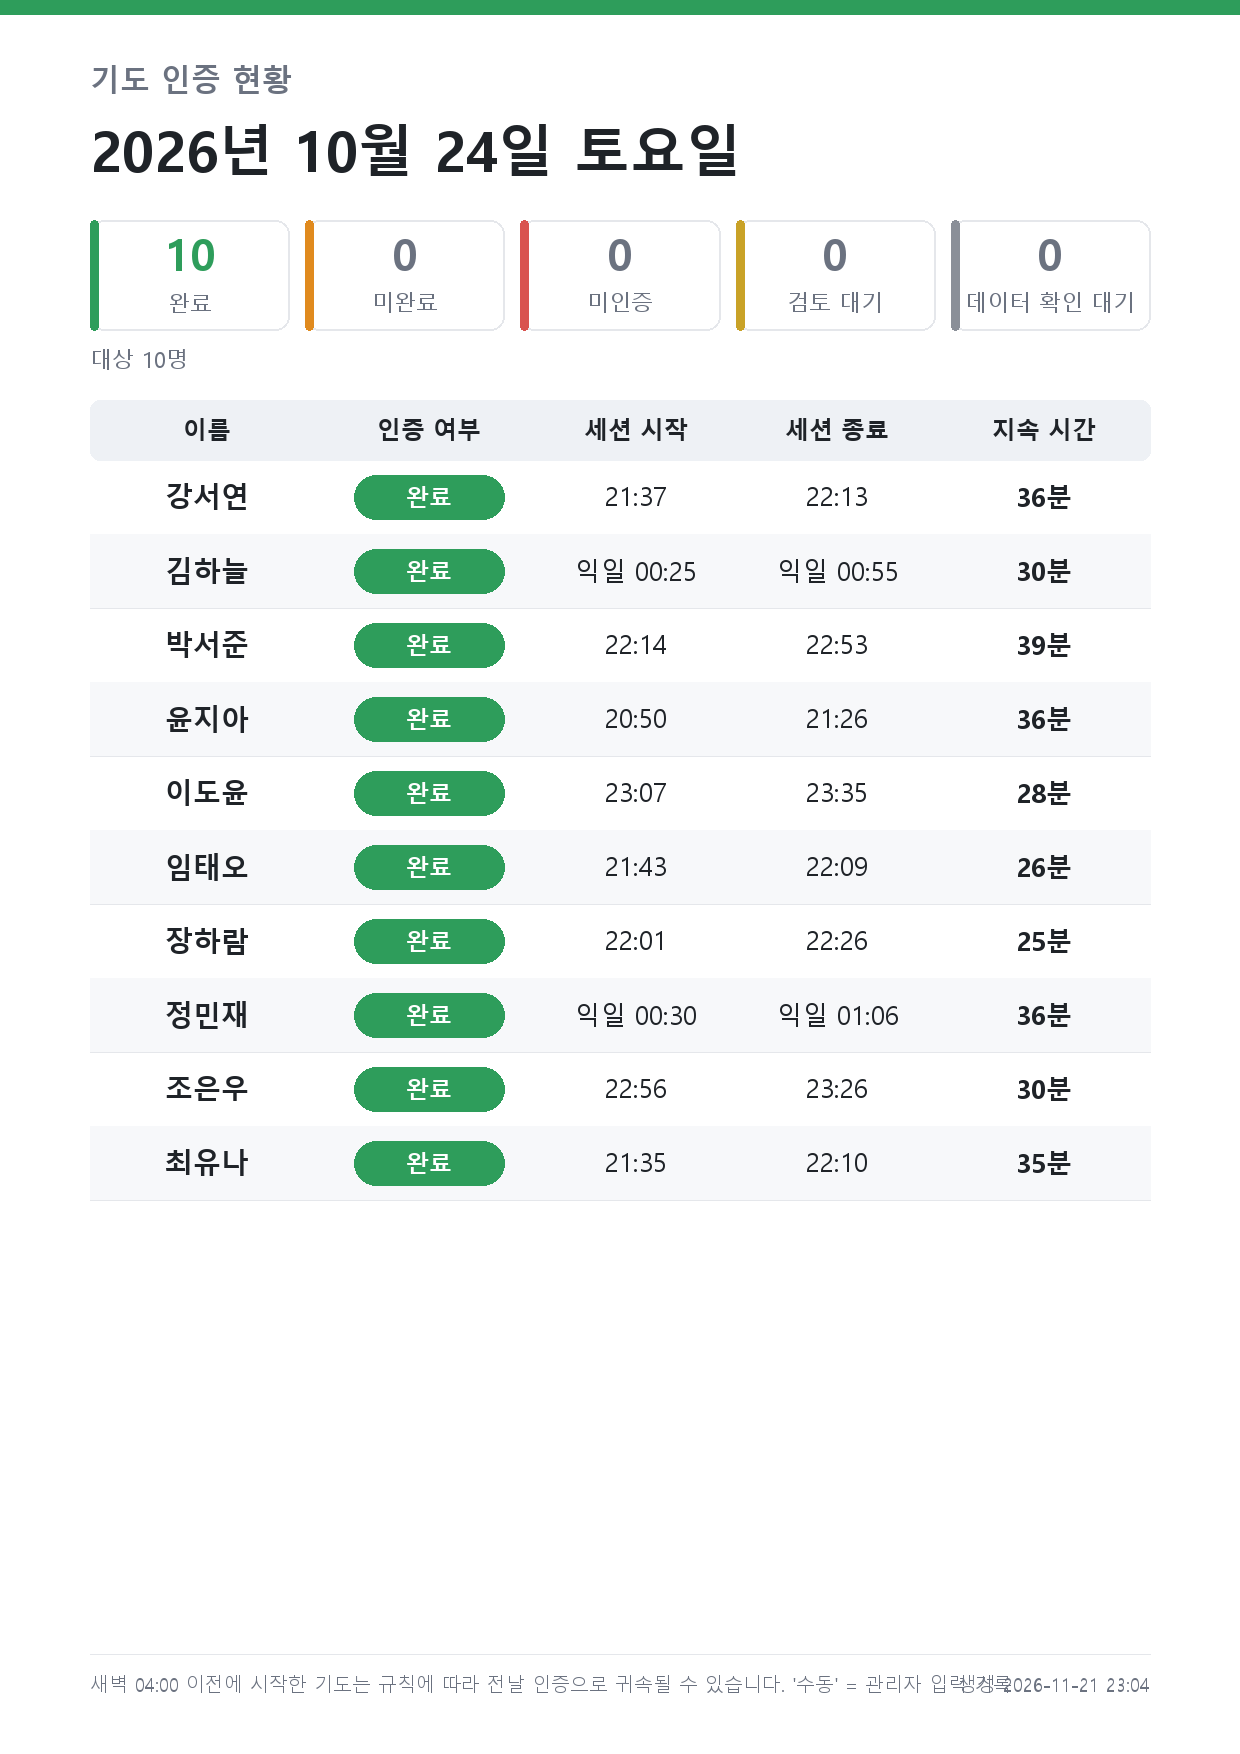 기도 인증 현황
2026년 10월 24일 토요일
10 0 0 0 0
완료 미완료 미인증 검토 대기 데이터 확인 대기
대상 10명
이름 인증 여부 세션 시작 세션 종료 지속 시간
강서연 완료 21:37 22:13 36분
김하늘 완료 익일 00:25 익일 00:55 30분
박서준 완료 22:14 22:53 39분
윤지아 완료 20:50 21:26 36분
이도윤 완료 23:07 23:35 28분
임태오 완료 21:43 22:09 26분
장하람 완료 22:01 22:26 25분
정민재 완료 익일 00:30 익일 01:06 36분
조은우 완료 22:56 23:26 30분
최유나 완료 21:35 22:10 35분
새벽 04:00 이전에 시작한 기도는 규칙에 따라 전날 인증으로 귀속될 수 있습니다. '수동' = 관리자 입력 기록 생성 2026-11-21 23:04